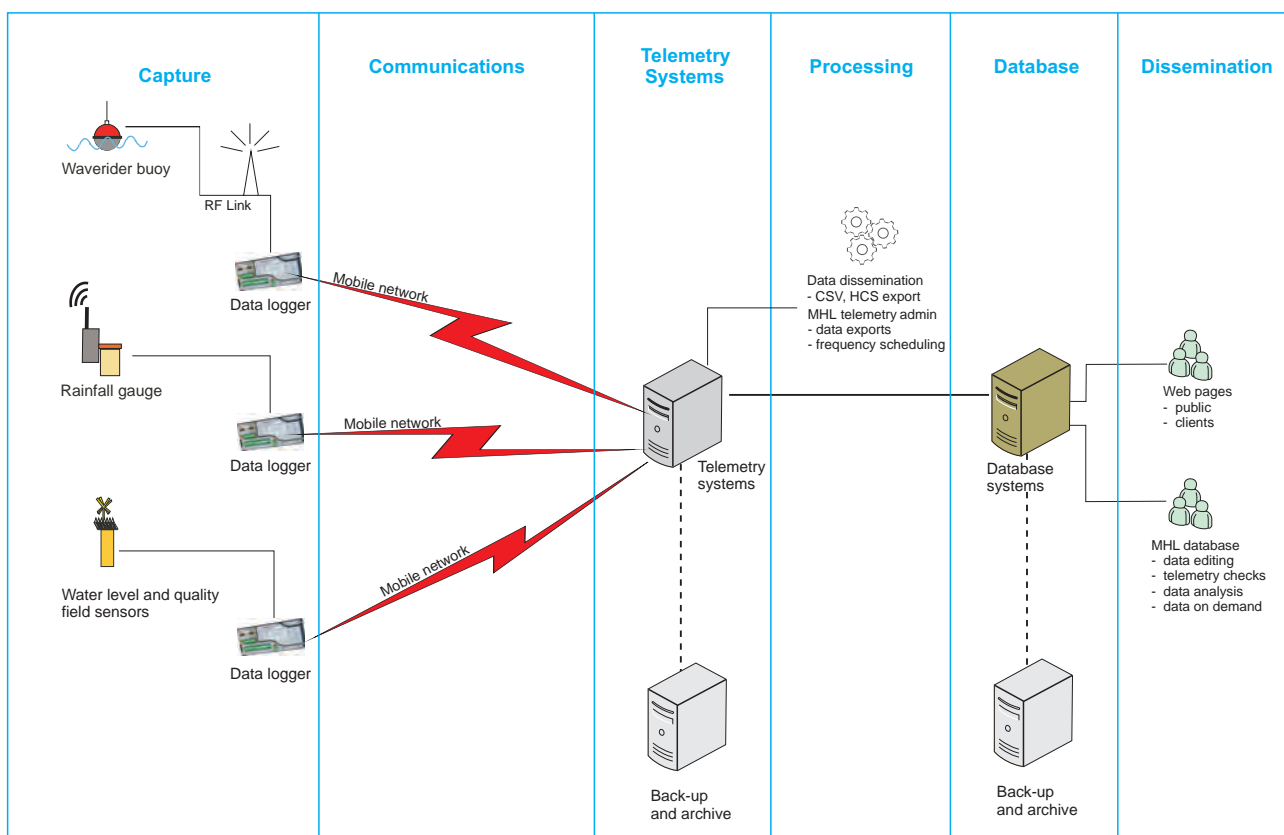 Capture
Communications
Telemetry
Systems
Processing
Database
Dissemination
Waverider buoy
RF Link
Data logger
Mobile network
Rainfall gauge
Data logger
Mobile network
Water level and quality
field sensors
Data logger
Mobile network
Telemetry
systems
Back-up
and archive
Data dissemination
- CSV, HCS export
MHL telemetry admin
- data exports
- frequency scheduling
Database
systems
Back-up
and archive
Web pages
- public
- clients
MHL database
- data editing
- telemetry checks
- data analysis
- data on demand